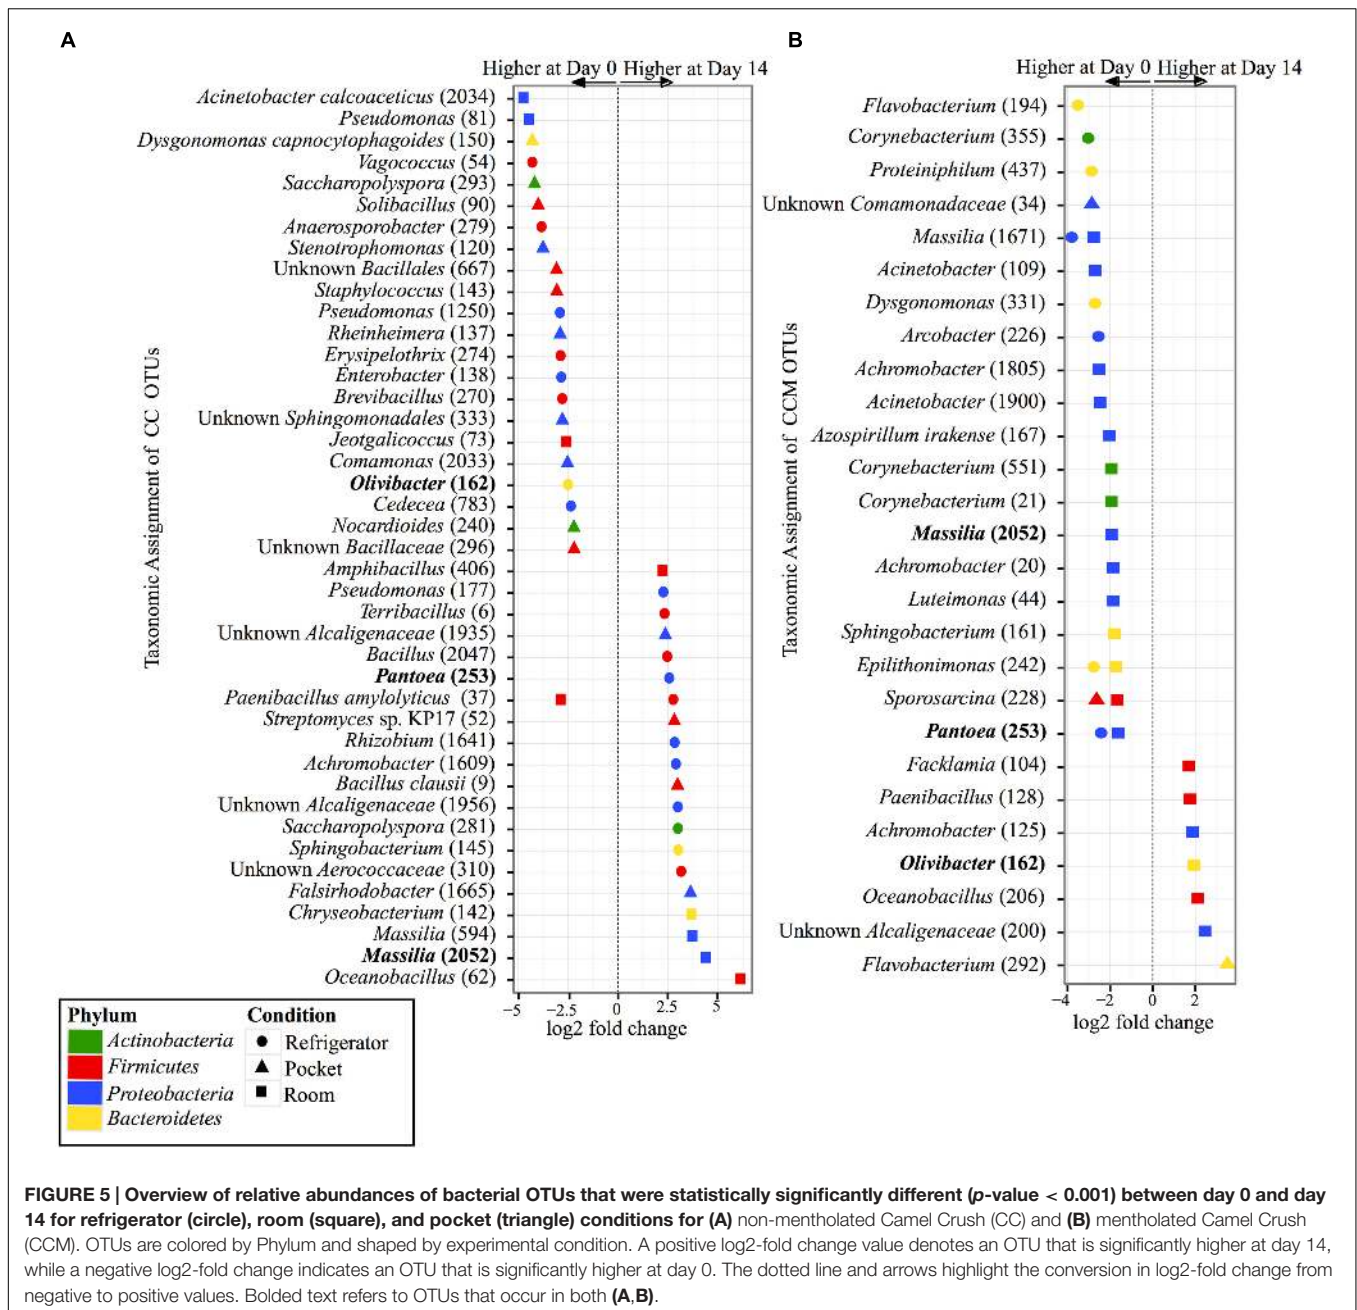 A
Higher at Day 0 Higher at Day 14
Taxonomic Assignment of CC OTUs
Acinetobacter calcoaceticus (2034)
Pseudomonas (81)
Dysgonomonas capnocytophagoides (150)
Vagococcus (54)
Saccharopolyspora (293)
Solibacillus (90)
Anaerosporobacter (279)
Stenotrophomonas (120)
Unknown Bacillales (667)
Staphylococcus (143)
Pseudomonas (1250)
Rheinheimera (137)
Erysipelothrix (274)
Enterobacter (138)
Brevibacillus (270)
Unknown Sphingomonadales (333)
Jeotgalicoccus (73)
Comamonas (2033)
Olivibacter (162)
Cedecea (783)
Nocardioides (240)
Unknown Bacillaceae (296)
Amphibacillus (406)
Pseudomonas (177)
Terribacillus (6)
Unknown Alcaligenaceae (1935)
Bacillus (2047)
Pantoea (253)
Paenibacillus amylolyticus (37)
Streptomyces sp. KP17 (52)
Rhizobium (1641)
Achromobacter (1609)
Bacillus clausii (9)
Unknown Alcaligenaceae (1956)
Saccharopolyspora (281)
Sphingobacterium (145)
Unknown Aerococcaceae (310)
Falsirhodobacter (1665)
Chryseobacterium (142)
Massilia (594)
Massilia (2052)
Oceanobacillus (62)
−5 −2.5 0 2.5 5
log2 fold change
B
Higher at Day 0 Higher at Day 14
Taxonomic Assignment of CCM OTUs
Flavobacterium (194)
Corynebacterium (355)
Proteiniphilum (437)
Unknown Comamonadaceae (34)
Massilia (1671)
Acinetobacter (109)
Dysgonomonas (331)
Arcobacter (226)
Achromobacter (1805)
Acinetobacter (1900)
Azospirillum irakense (167)
Corynebacterium (551)
Corynebacterium (21)
Massilia (2052)
Achromobacter (20)
Luteimonas (44)
Sphingobacterium (161)
Epilithonimonas (242)
Sporosarcina (228)
Pantoea (253)
Facklamia (104)
Paenibacillus (128)
Achromobacter (125)
Olivibacter (162)
Oceanobacillus (206)
Unknown Alcaligenaceae (200)
Flavobacterium (292)
−4 −2 0 2
log2 fold change
Phylum
Actinobacteria
Firmicutes
Proteobacteria
Bacteroidetes
Condition
Refrigerator
Pocket
Room
FIGURE 5 | Overview of relative abundances of bacterial OTUs that were statistically significantly different (p-value < 0.001) between day 0 and day
14 for refrigerator (circle), room (square), and pocket (triangle) conditions for (A) non-mentholated Camel Crush (CC) and (B) mentholated Camel Crush
(CCM). OTUs are colored by Phylum and shaped by experimental condition. A positive log2-fold change value denotes an OTU that is significantly higher at day 14,
while a negative log2-fold change indicates an OTU that is significantly higher at day 0. The dotted line and arrows highlight the conversion in log2-fold change from
negative to positive values. Bolded text refers to OTUs that occur in both (A,B).